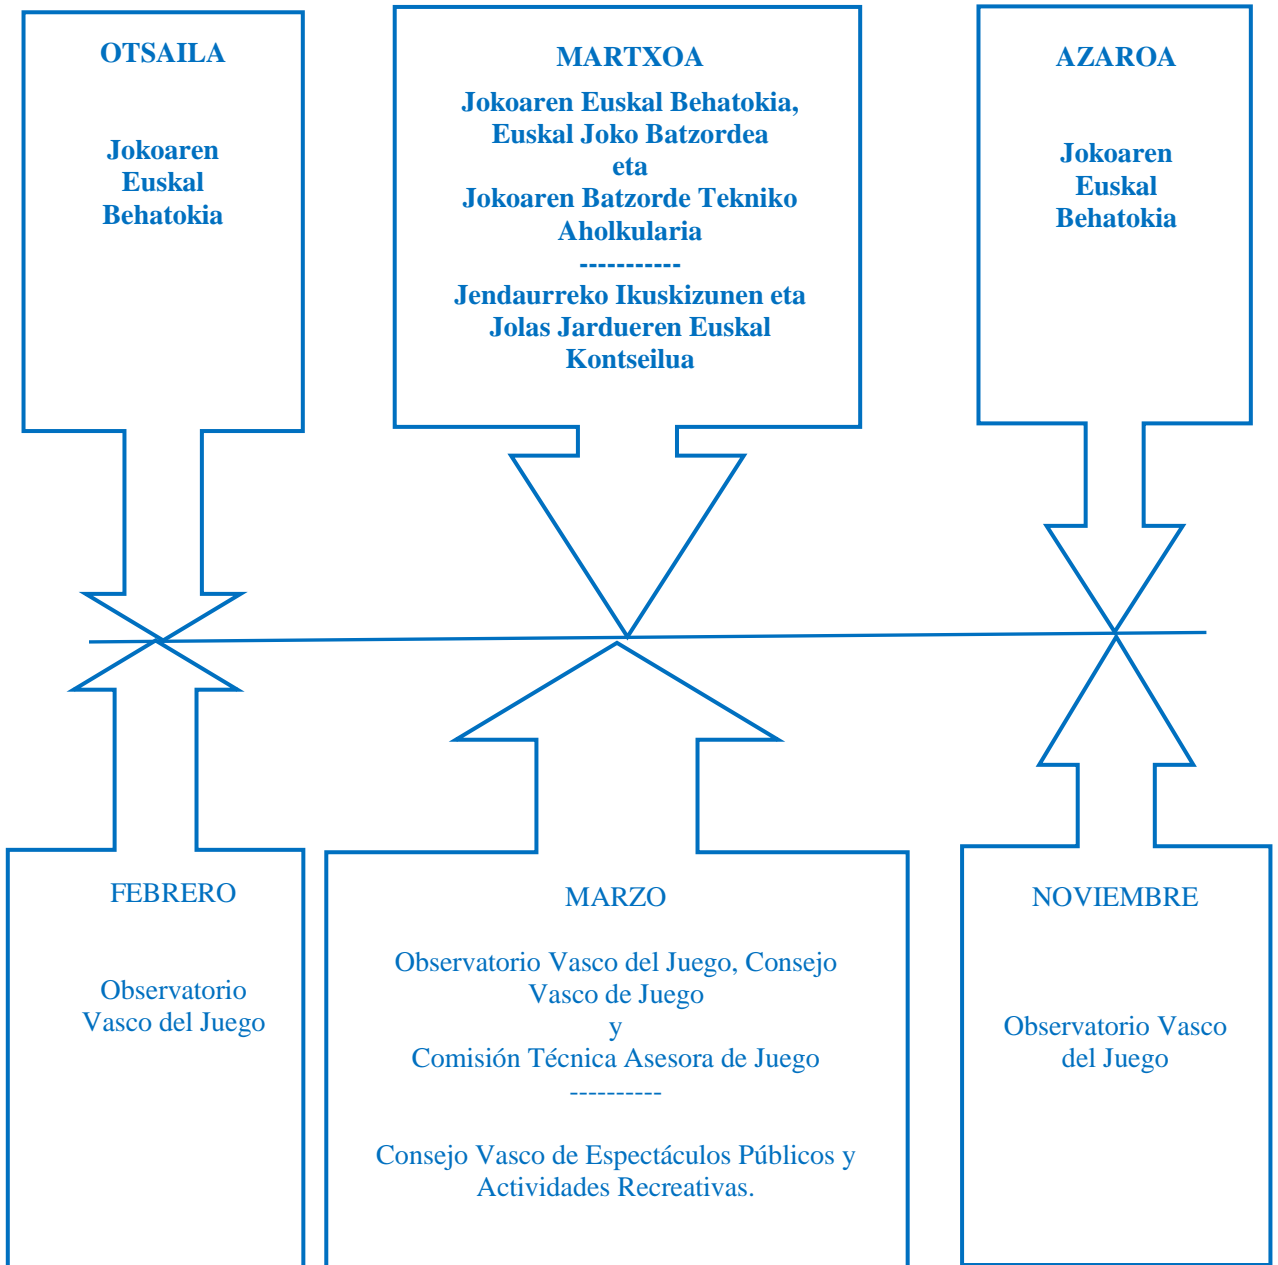 OTSAILA
Jokoaren
Euskal
Behatokia
MARTXOA
Jokoaren Euskal Behatokia,
Euskal Joko Batzordea
eta
Jokoaren Batzorde Tekniko
Aholkularia
-----------
Jendaurreko Ikuskizunen eta
Jolas Jardueren Euskal
Kontseilua
AZAROA
Jokoaren
Euskal
Behatokia
FEBRERO
Observatorio
Vasco del Juego
MARZO
Observatorio Vasco del Juego, Consejo
Vasco de Juego
y
Comisión Técnica Asesora de Juego
----------
Consejo Vasco de Espectáculos Públicos y
Actividades Recreativas.
NOVIEMBRE
Observatorio Vasco
del Juego